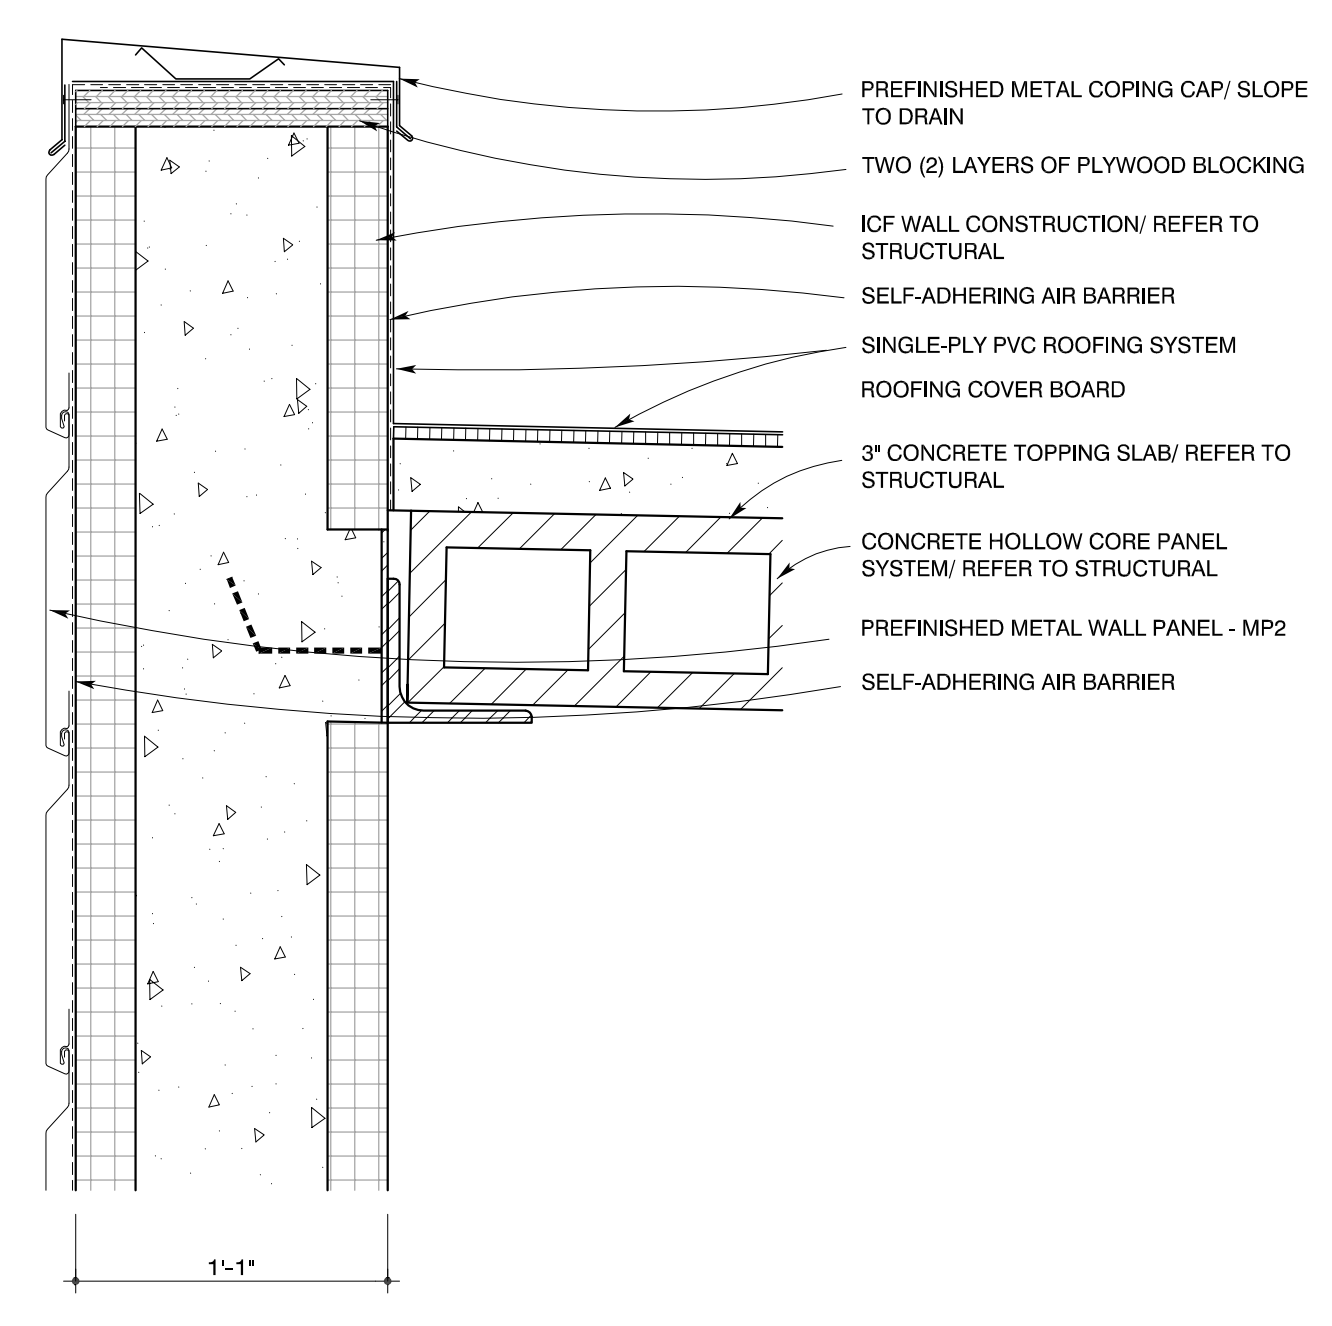 PREFINISHED METAL COPING CAP/ SLOPE
TO DRAIN
TWO (2) LAYERS OF PLYWOOD BLOCKING
ICF WALL CONSTRUCTION/ REFER TO
STRUCTURAL
SELF-ADHERING AIR BARRIER
SINGLE-PLY PVC ROOFING SYSTEM
ROOFING COVER BOARD
3" CONCRETE TOPPING SLAB/ REFER TO
STRUCTURAL
CONCRETE HOLLOW CORE PANEL
SYSTEM/ REFER TO STRUCTURAL
PREFINISHED METAL WALL PANEL - MP2
SELF-ADHERING AIR BARRIER
1'-1"